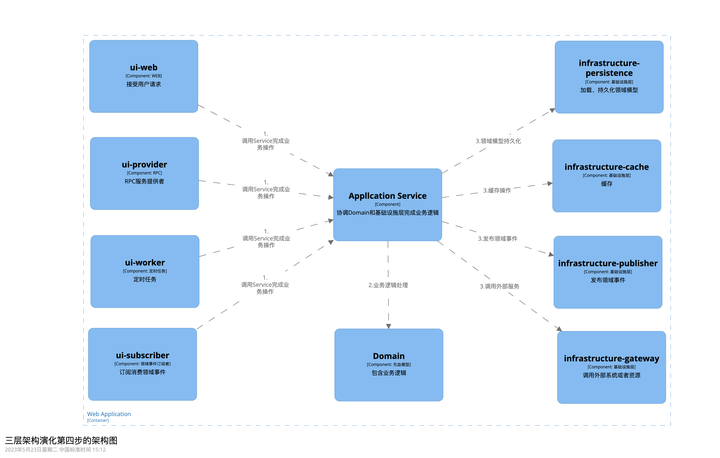 ui-web
[Component: WEB]
接受用户请求
infrastructure-
persistence
[Component: 基础设施层]
加载、持久化领域模型
1.
调用Service完成业
务操作
3.领域模型持久化
ui-provider
[Component: RPC]
RPC服务提供者
infrastructure-cache
[Component: 基础设施层]
缓存
1.
调用Service完成业
务操作
Application Service
[Component]
协调Domain和基础设施层完成业务逻辑
3.缓存操作
ui-worker
[Component: 定时任务]
定时任务
1.
调用Service完成业
务操作
3.发布领域事件
infrastructure-publisher
[Component: 基础设施层]
发布领域事件
1.
调用Service完成业
务操作
2.业务逻辑处理
3.调用外部服务
ui-subscriber
[Component: 领域事件订阅者]
订阅消费领域事件
Domain
[Component: 充血模型]
包含业务逻辑
infrastructure-gateway
[Component: 基础设施层]
调用外部系统或者资源
Web Application
[Container]
三层架构演化第四步的架构图
2023年5月23日星期二 中国标准时间 15:12